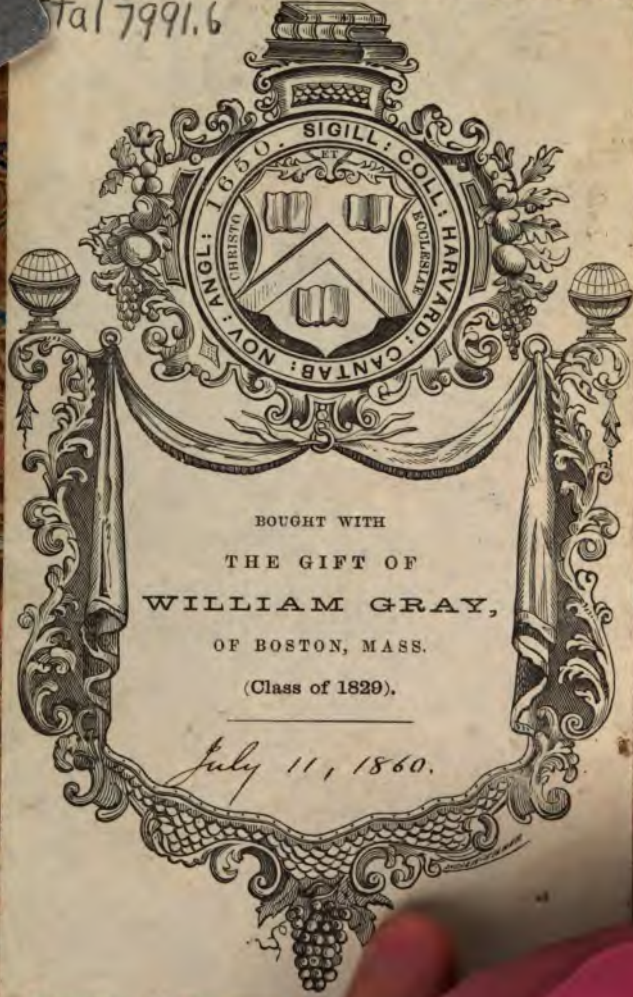 tal 7991.6
1650. SIGILL: COLL: HARVARD: CANTAB: NOV: ANGL:
ET
CHRISTO
ECCLESIÆ
BOUGHT WITH
THE GIFT OF
WILLIAM GRAY,
OF BOSTON, MASS.
(Class of 1829).
July 11, 1860.